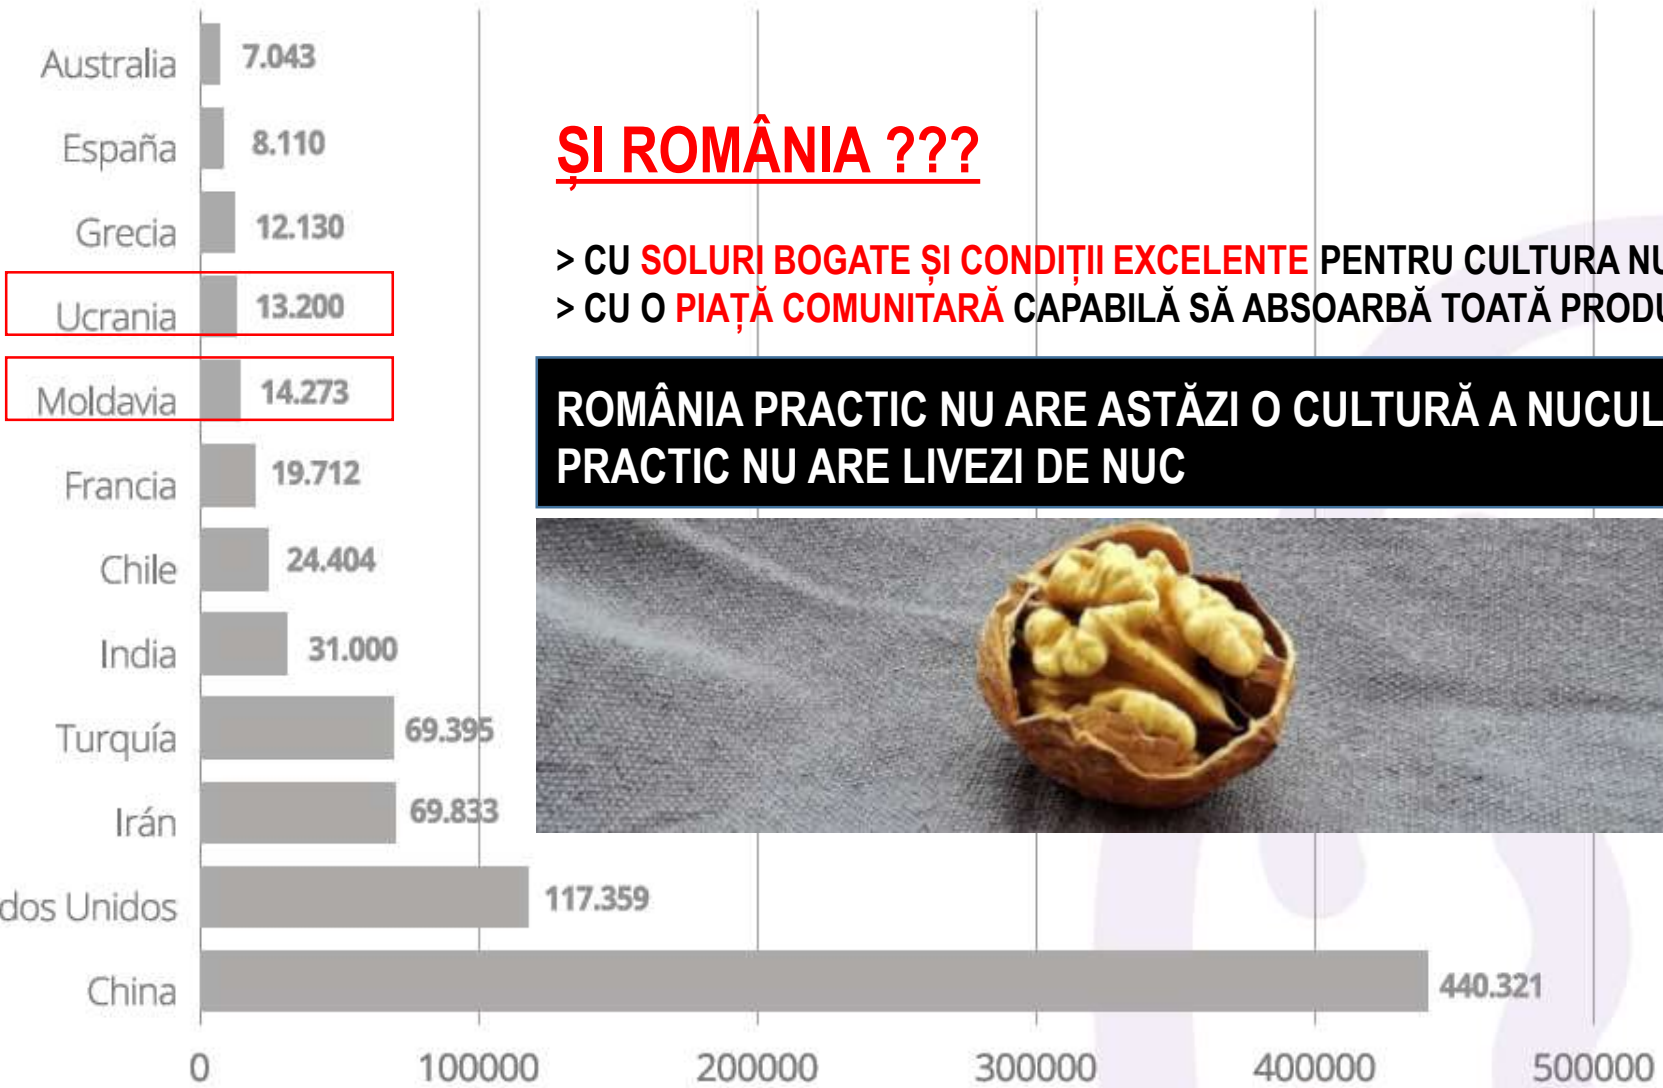 Australia 7.043
España 8.110
Grecia 12.130
Ucrania 13.200
Moldavia 14.273
Francia 19.712
Chile 24.404
India 31.000
Turquía 69.395
Irán 69.833
dos Unidos 117.359
China 440.321
0 100000 200000 300000 400000 500000
ȘI ROMÂNIA ???
> CU SOLURI BOGATE ȘI CONDIȚII EXCELENTE PENTRU CULTURA NU
> CU O PIAȚĂ COMUNITARĂ CAPABILĂ SĂ ABSOARBĂ TOATĂ PRODU
ROMÂNIA PRACTIC NU ARE ASTĂZI O CULTURĂ A NUCUL
PRACTIC NU ARE LIVEZI DE NUC